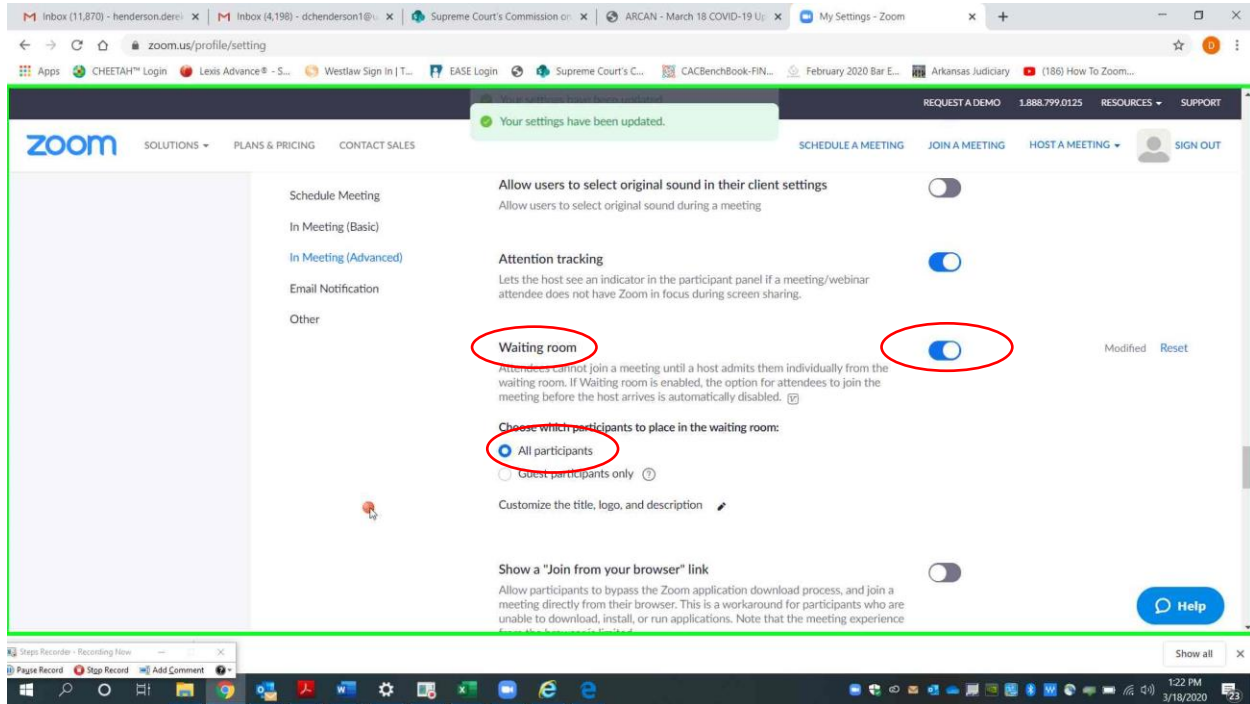 Inbox (11,870) - henderson.derei
Inbox (4,198) - dchenderson1@u
Supreme Court's Commission on
ARCAN - March 18 COVID-19 Up
My Settings - Zoom
zoom.us/profile/setting
D
Apps
CHEETAH™ Login
Lexis Advance® - S...
Westlaw Sign In | T...
EASE Login
Supreme Court's C...
CACBenchBook-FIN...
February 2020 Bar E...
Arkansas Judiciary
(186) How To Zoom...
Your settings have been updated.
REQUEST A DEMO
1.888.799.0125
RESOURCES
SUPPORT
Your settings have been updated.
zoom
SOLUTIONS
PLANS & PRICING
CONTACT SALES
SCHEDULE A MEETING
JOIN A MEETING
HOST A MEETING
SIGN OUT
Schedule Meeting
In Meeting (Basic)
In Meeting (Advanced)
Email Notification
Other
Allow users to select original sound in their client settings
Allow users to select original sound during a meeting
Attention tracking
Lets the host see an indicator in the participant panel if a meeting/webinar
attendee does not have Zoom in focus during screen sharing.
Waiting room
Modified Reset
Attendees cannot join a meeting until a host admits them individually from the
waiting room. If Waiting room is enabled, the option for attendees to join the
meeting before the host arrives is automatically disabled.
Choose which participants to place in the waiting room:
All participants
Guest participants only
Customize the title, logo, and description
Show a "Join from your browser" link
Allow participants to bypass the Zoom application download process, and join a
meeting directly from their browser. This is a workaround for participants who are
unable to download, install, or run applications. Note that the meeting experience
from the browser is limited
Help
Steps Recorder - Recording Now
Pause Record
Stop Record
Add Comment
Show all
1:22 PM
3/18/2020
23